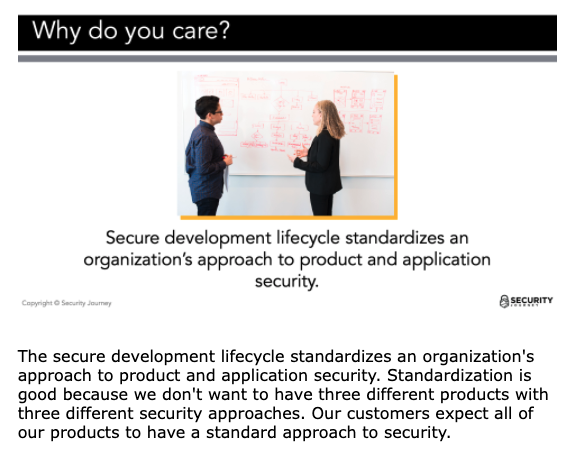 Why do you care?
Secure development lifecycle standardizes an
organization's approach to product and application
security.
Copyright © Security Journey
SECURITY
JOURNEY
The secure development lifecycle standardizes an organization's
approach to product and application security. Standardization is
good because we don't want to have three different products with
three different security approaches. Our customers expect all of
our products to have a standard approach to security.